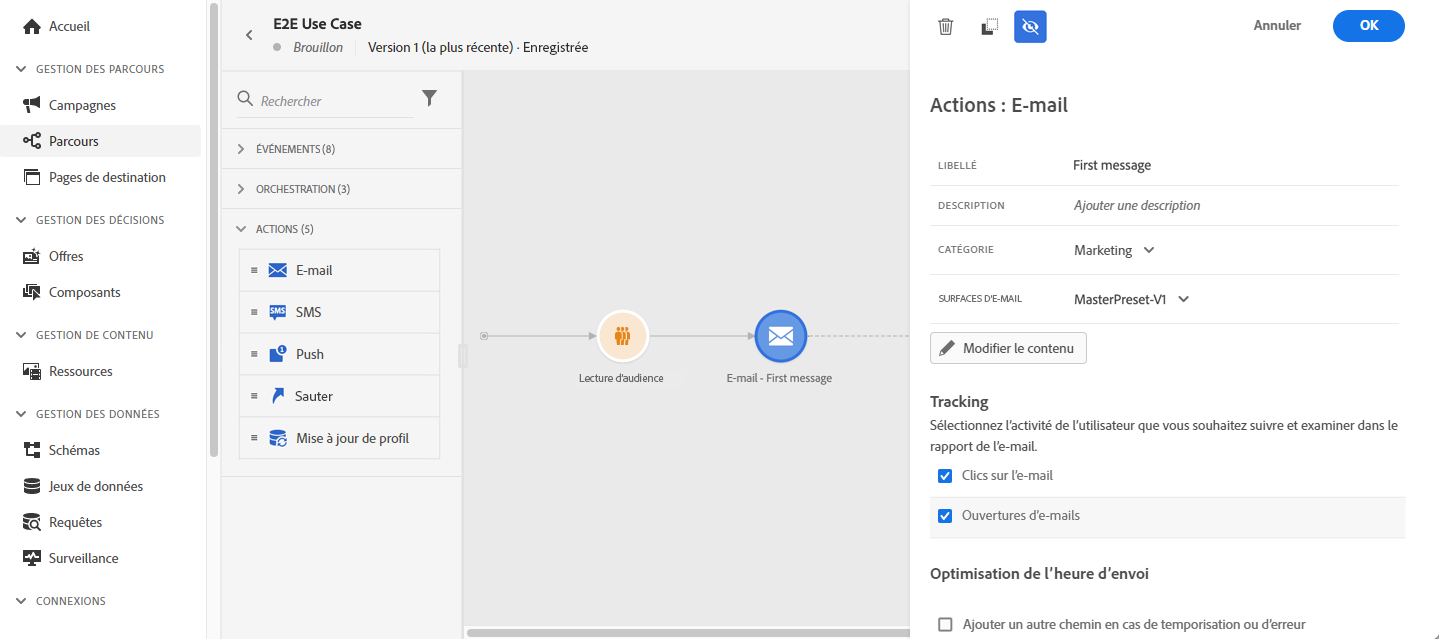 Accueil
GESTION DES PARCOURS
Campagnes
Parcours
Pages de destination
GESTION DES DÉCISIONS
Offres
Composants
GESTION DE CONTENU
Ressources
GESTION DES DONNÉES
Schémas
Jeux de données
Requêtes
Surveillance
CONNEXIONS
E2E Use Case
Brouillon
Version 1 (la plus récente) · Enregistrée
Rechercher
ÉVÉNEMENTS (8)
ORCHESTRATION (3)
ACTIONS (5)
E-mail
SMS SMS
1 Push
Sauter
Mise à jour de profil
Lecture d'audience
E-mail - First message
Annuler
OK
Actions : E-mail
LIBELLÉ First message
DESCRIPTION Ajouter une description
CATÉGORIE Marketing
SURFACES D'E-MAIL MasterPreset-V1
Modifier le contenu
Tracking
Sélectionnez l'activité de l'utilisateur que vous souhaitez suivre et examiner dans le
rapport de l'e-mail.
Clics sur l'e-mail
Ouvertures d'e-mails
Optimisation de l'heure d'envoi
Ajouter un autre chemin en cas de temporisation ou d'erreur